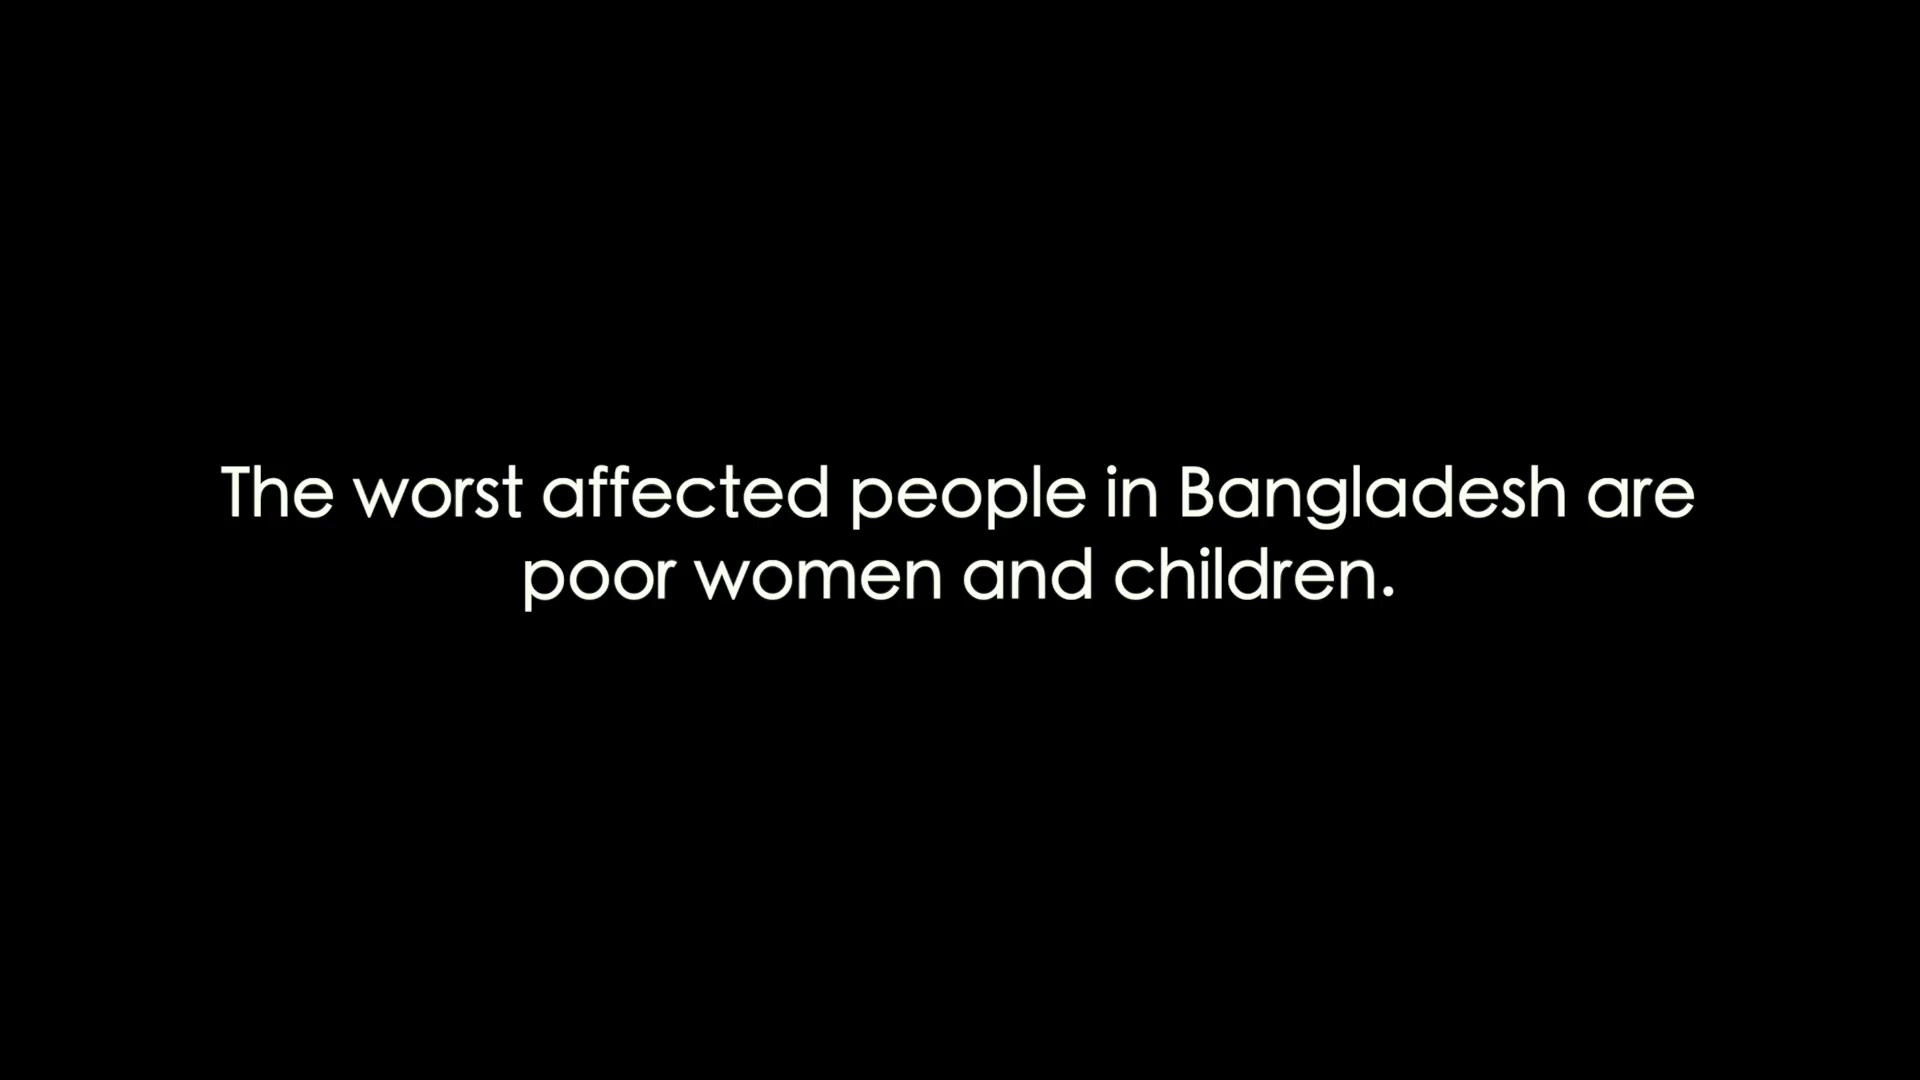 The worst affected people in Bangladesh are
poor women and children.